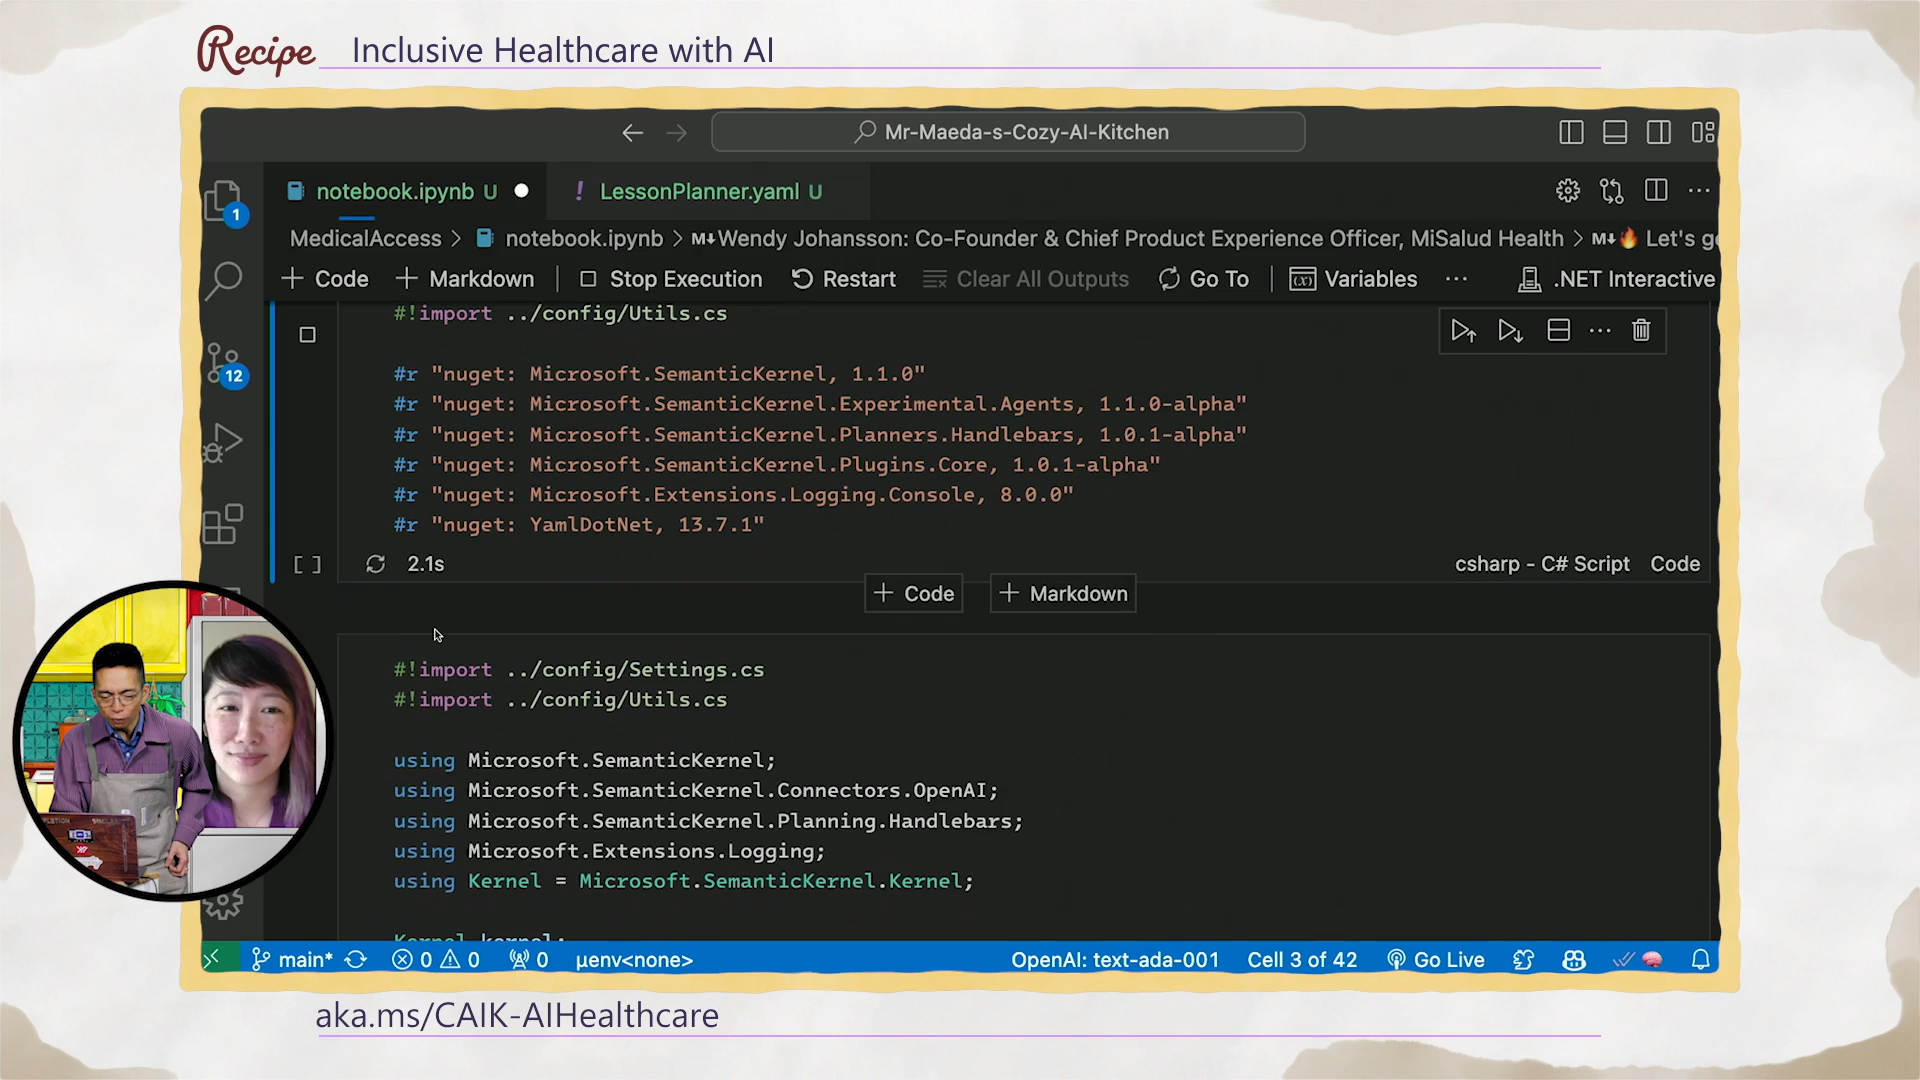 Recipe Inclusive Healthcare with AI
Mr-Maeda-s-Cozy-AI-Kitchen
1
notebook.ipynb U
! LessonPlanner.yaml U
MedicalAccess > notebook.ipynb > M↓Wendy Johansson: Co-Founder & Chief Product Experience Officer, MiSalud Health > M↓🔥 Let's g
+ Code + Markdown Stop Execution Restart Clear All Outputs Go To Variables ... .NET Interactive
#!import ../config/Utils.cs
#r "nuget: Microsoft.SemanticKernel, 1.1.0"
#r "nuget: Microsoft.SemanticKernel.Experimental.Agents, 1.1.0-alpha"
#r "nuget: Microsoft.SemanticKernel.Planners.Handlebars, 1.0.1-alpha"
#r "nuget: Microsoft.SemanticKernel.Plugins.Core, 1.0.1-alpha"
#r "nuget: Microsoft.Extensions.Logging.Console, 8.0.0"
#r "nuget: YamlDotNet, 13.7.1"
12
[ ] 2.1s csharp - C# Script Code
+ Code + Markdown
#!import ../config/Settings.cs
#!import ../config/Utils.cs
using Microsoft.SemanticKernel;
using Microsoft.SemanticKernel.Connectors.OpenAI;
using Microsoft.SemanticKernel.Planning.Handlebars;
using Microsoft.Extensions.Logging;
using Kernel = Microsoft.SemanticKernel.Kernel;
Kernel kernel;
main* 0 0 0 µenv<none> OpenAI: text-ada-001 Cell 3 of 42 Go Live
aka.ms/CAIK-AIHealthcare